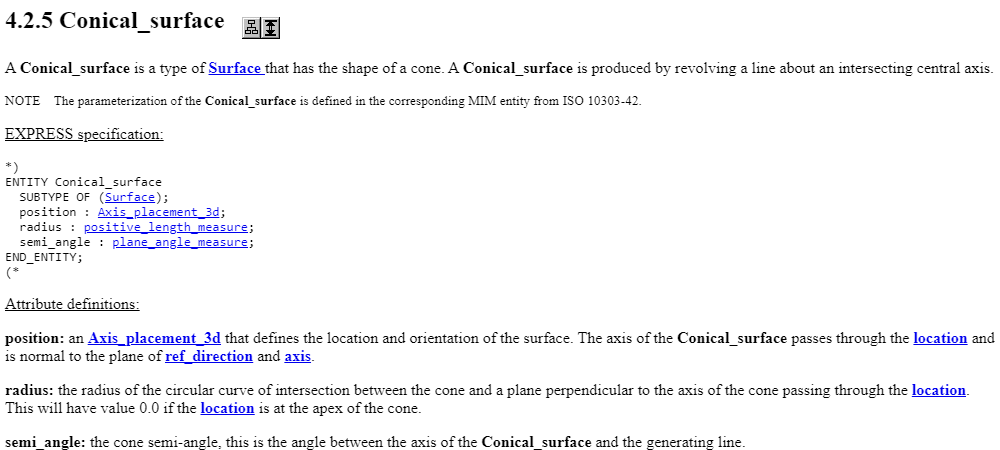 4.2.5 Conical_surface
A Conical_surface is a type of Surface that has the shape of a cone. A Conical_surface is produced by revolving a line about an intersecting central axis.
NOTE The parameterization of the Conical_surface is defined in the corresponding MIM entity from ISO 10303-42.
EXPRESS specification:
*)
ENTITY Conical_surface
SUBTYPE OF (Surface);
position : Axis_placement_3d;
radius : positive_length_measure;
semi_angle : plane_angle_measure;
END_ENTITY;
(*
Attribute definitions:
position: an Axis_placement_3d that defines the location and orientation of the surface. The axis of the Conical_surface passes through the location and
is normal to the plane of ref_direction and axis.
radius: the radius of the circular curve of intersection between the cone and a plane perpendicular to the axis of the cone passing through the location.
This will have value 0.0 if the location is at the apex of the cone.
semi_angle: the cone semi-angle, this is the angle between the axis of the Conical_surface and the generating line.